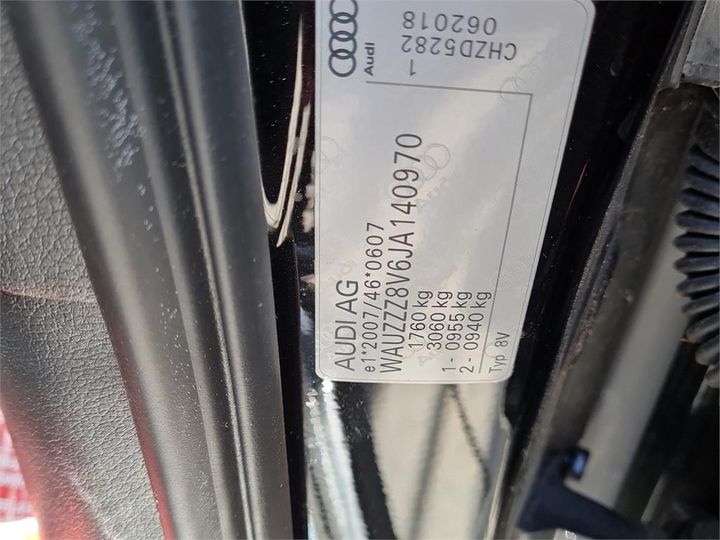 AUDI AG
e1*2007/46*0607
WAUZZZ8V6JA140970
1760 kg
3060 kg
1- 0955 kg
2- 0940 kg
Typ 8V
Audi
1
CHZD5282
062018